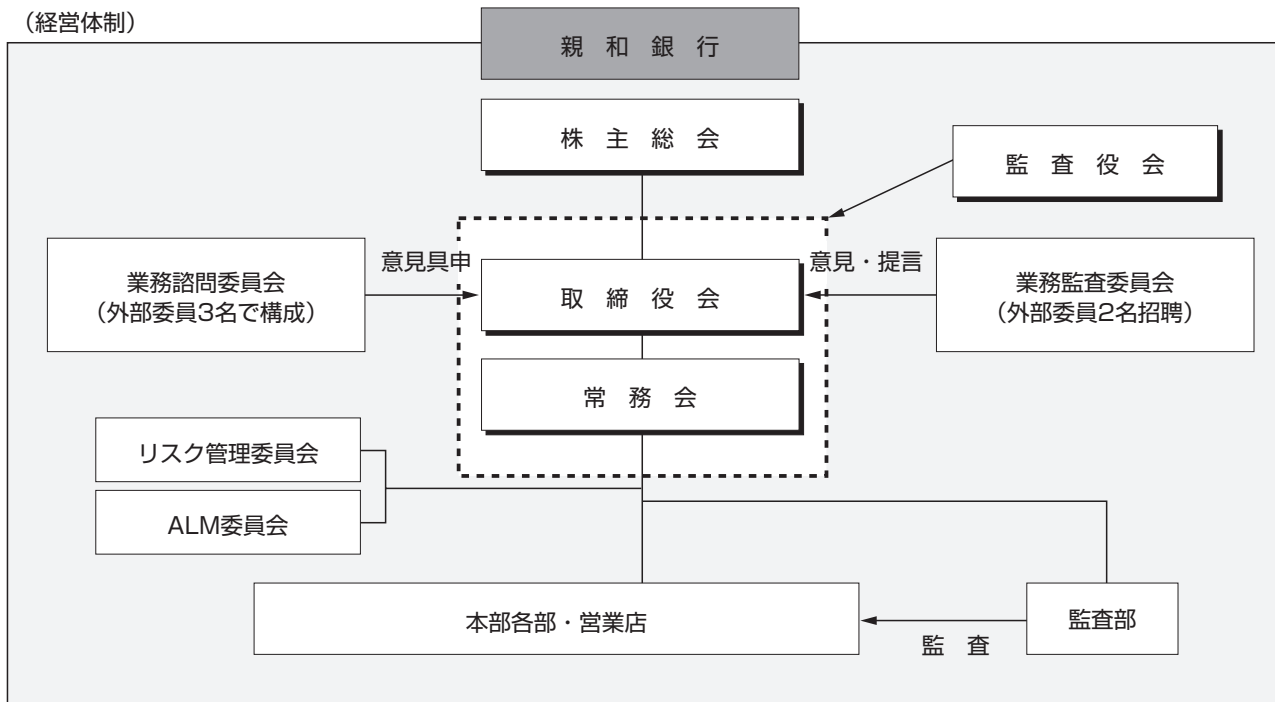 （経営体制）
親和銀行
株主総会
監査役会
業務諮問委員会
（外部委員3名で構成）
意見具申
取締役会
意見・提言
業務監査委員会
（外部委員2名招聘）
常務会
リスク管理委員会
ALM委員会
本部各部・営業店
監査
監査部